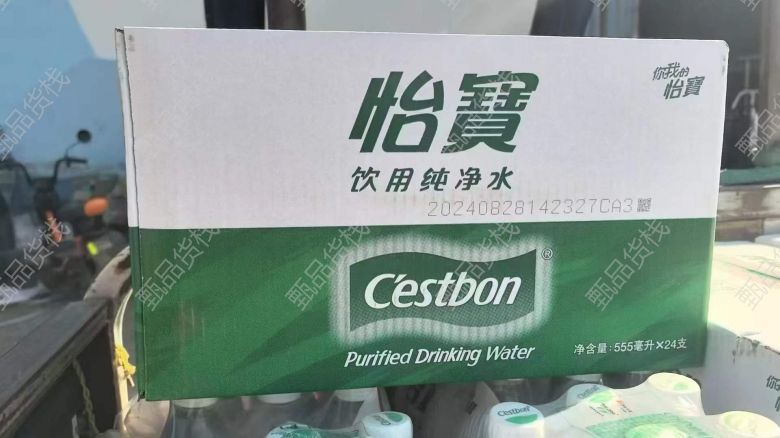 怡寶
你我的
怡寶
饮用纯净水
20240828142327CA3
C'estbon®
Purified Drinking Water
净含量：555毫升×24支
C'estbon
甄品货栈